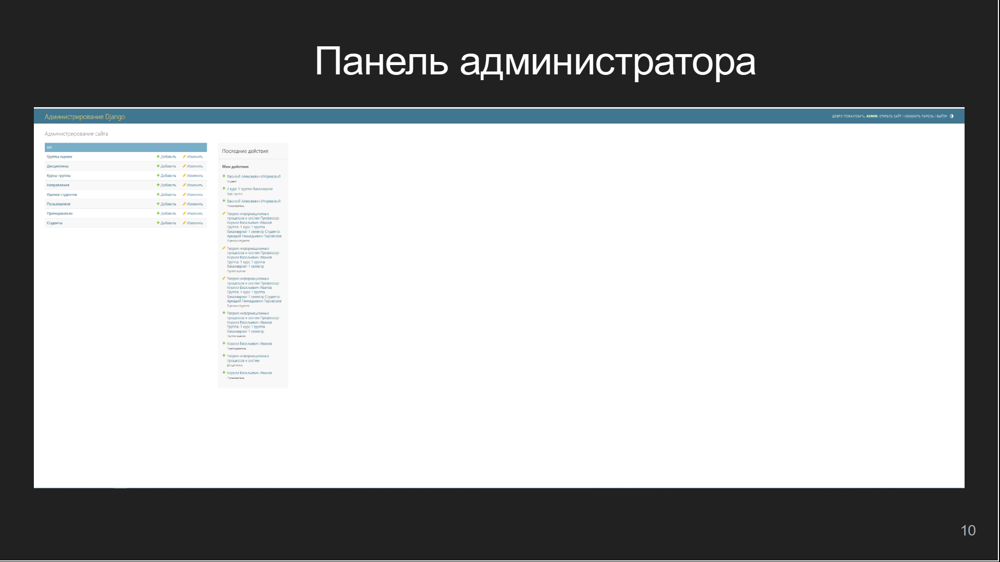 Панель администратора
Администрирование Django
ДОБРО ПОЖАЛОВАТЬ, ADMIN. ОТКРЫТЬ САЙТ / ИЗМЕНИТЬ ПАРОЛЬ / ВЫЙТИ
Администрирование сайта
API
Группы оценок Добавить Изменить
Дисциплины Добавить Изменить
Курсы группы Добавить Изменить
Направления Добавить Изменить
Оценки студентов Добавить Изменить
Пользователи Добавить Изменить
Преподаватели Добавить Изменить
Студенты Добавить Изменить
Последние действия
Мои действия
Василий Алексеевич Игоревский
Студент
2 курс 1 группа бакалавриат
Курс группа
Василий Алексеевич Игоревский
Пользователь
Теория информационных
процессов и систем Профессор:
Кирилл Васильевич Иванов
Группа: 1 курс 1 группа
бакалавриат 1 семестр Студента:
Аркадий Геннадьевич Паровозов
Оценки студента
Теория информационных
процессов и систем Профессор:
Кирилл Васильевич Иванов
Группа: 1 курс 1 группа
бакалавриат 1 семестр
Группа оценок
Теория информационных
процессов и систем Профессор:
Кирилл Васильевич Иванов
Группа: 1 курс 1 группа
бакалавриат 1 семестр Студента:
Аркадий Геннадьевич Паровозов
Оценки студента
Теория информационных
процессов и систем Профессор:
Кирилл Васильевич Иванов
Группа: 1 курс 1 группа
бакалавриат 1 семестр
Группа оценок
Кирилл Васильевич Иванов
Преподаватель
Теория информационных
процессов и систем
Дисциплина
Кирилл Васильевич Иванов
Пользователь
10